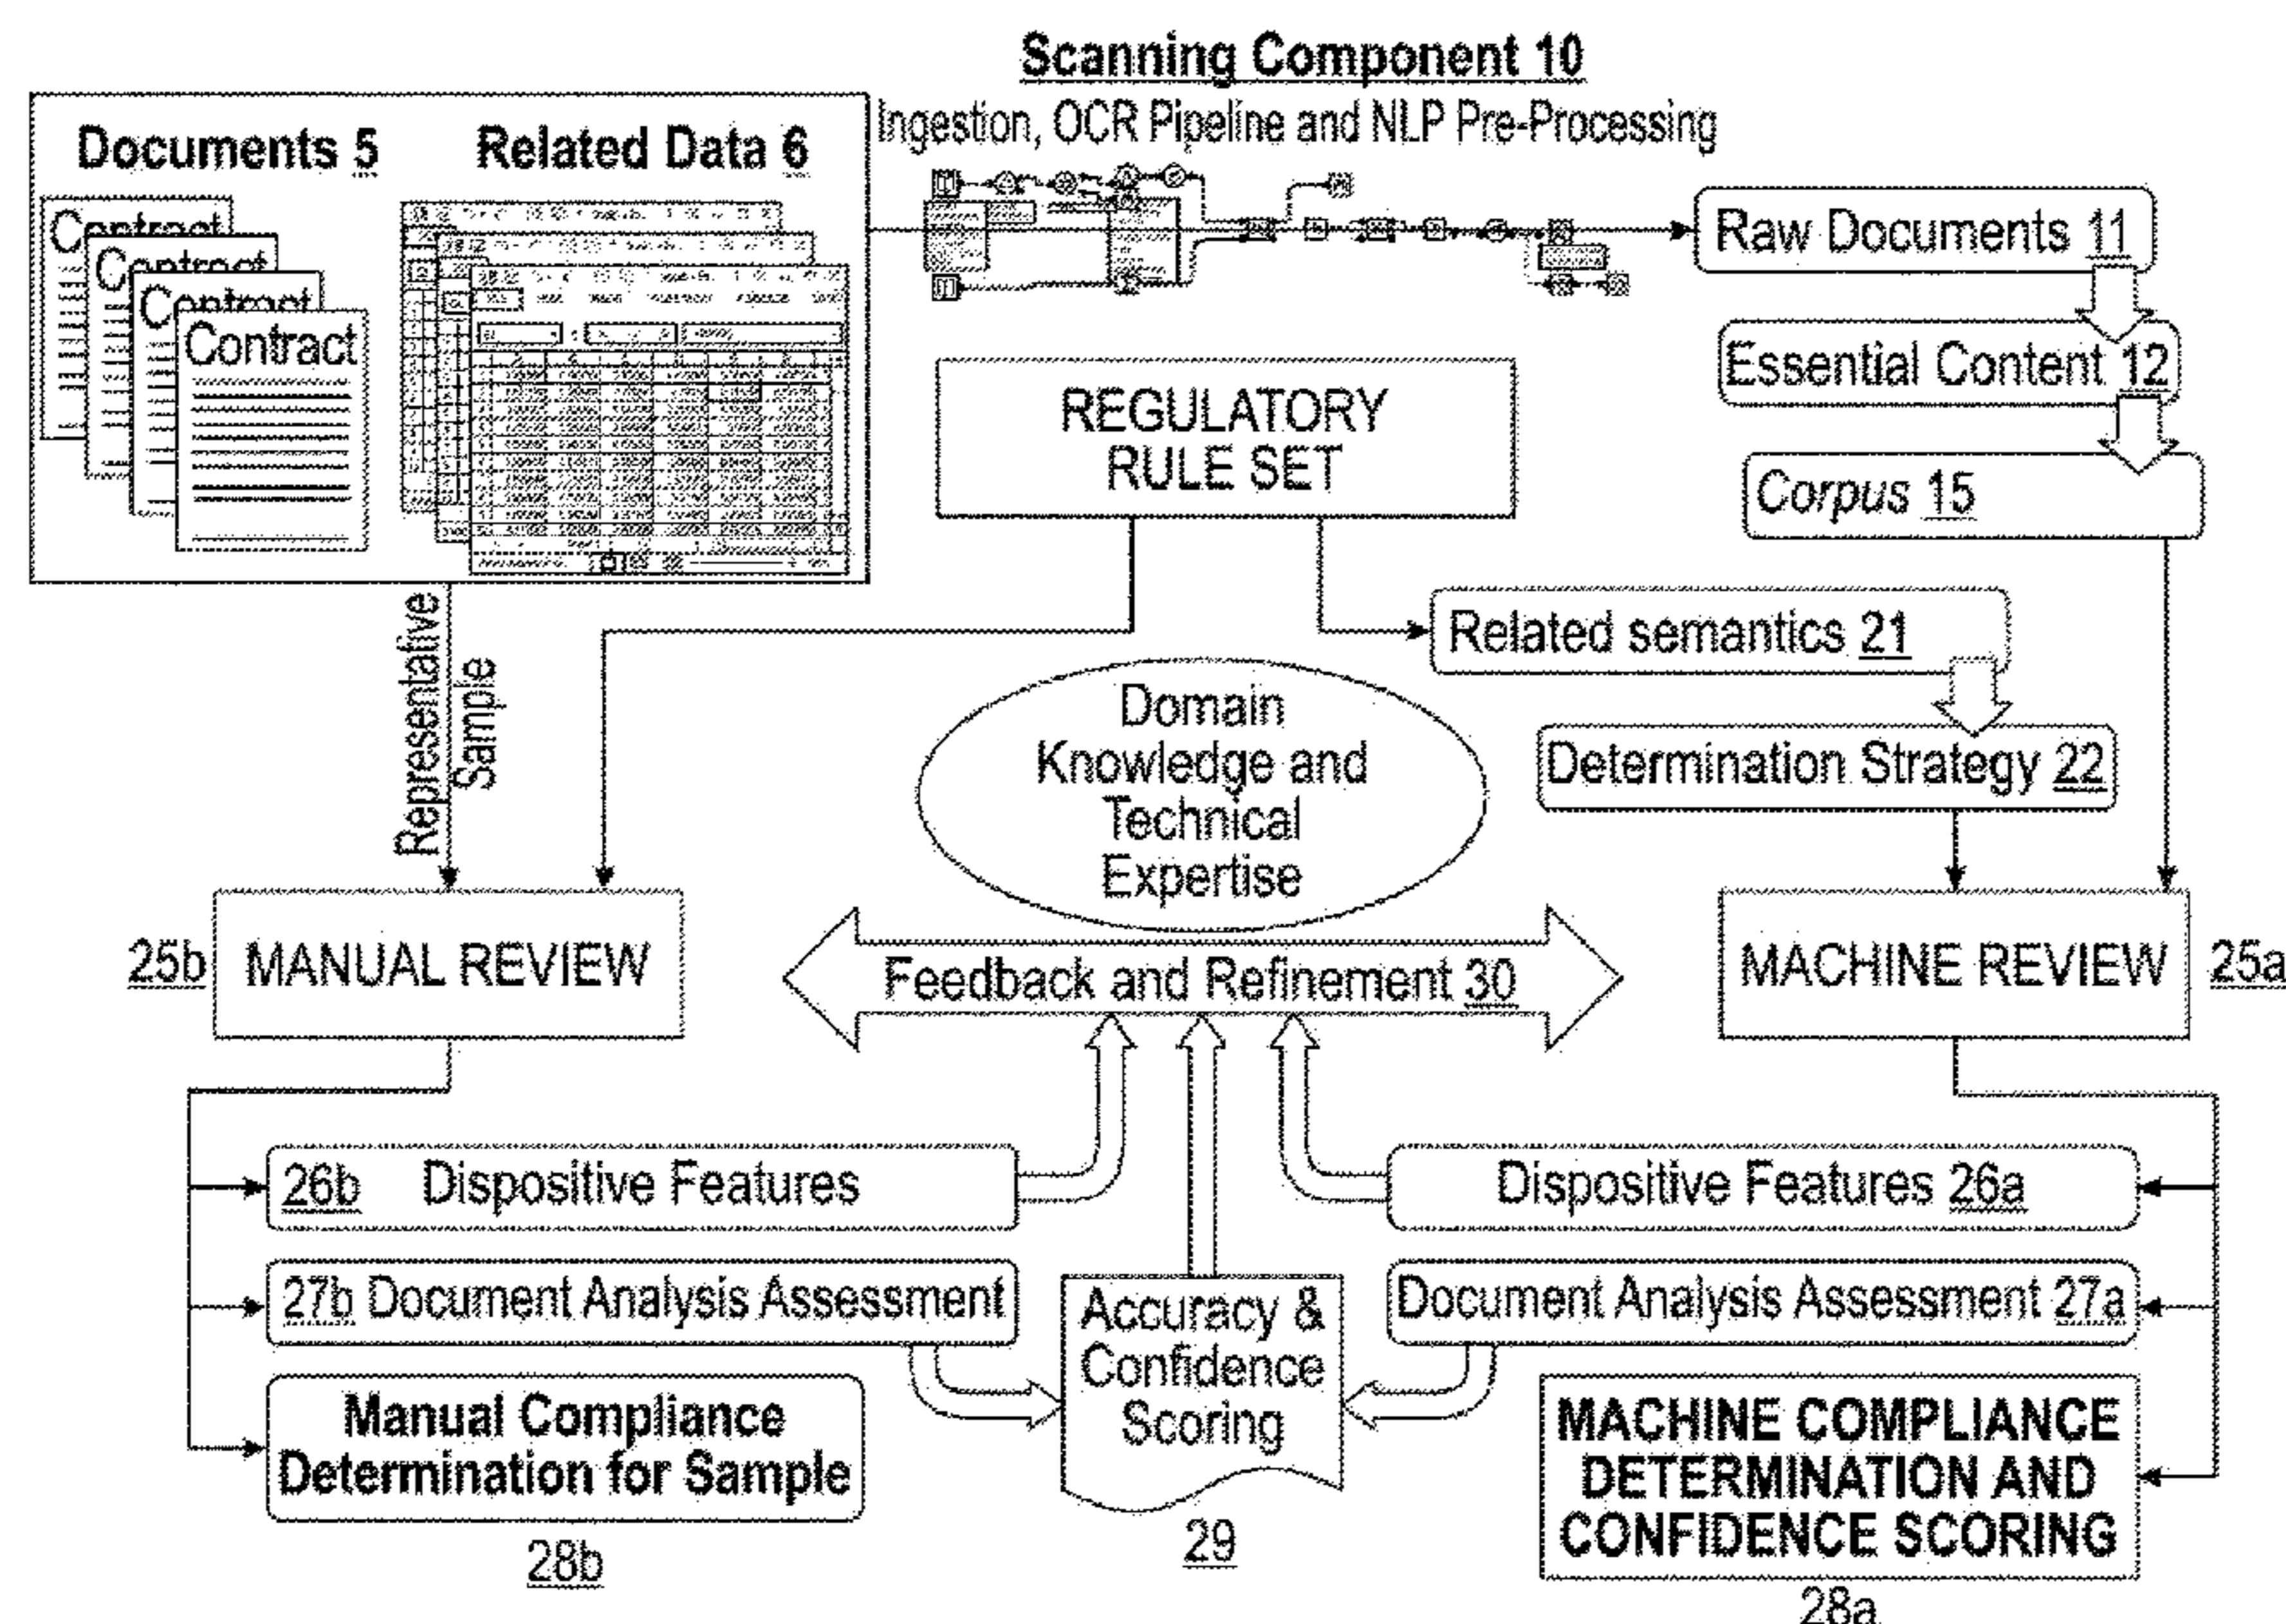 Scanning Component 10
Ingestion, OCR Pipeline and NLP Pre-Processing
Documents 5
Related Data 6
Contract
Contract
Contract
Contract
Raw Documents 11
Essential Content 12
Corpus 15
REGULATORY
RULE SET
Related semantics 21
Determination Strategy 22
Representative
Sample
Domain
Knowledge and
Technical
Expertise
25b
MANUAL REVIEW
Feedback and Refinement 30
MACHINE REVIEW
25a
26b Dispositive Features
Dispositive Features 26a
27b Document Analysis Assessment
Document Analysis Assessment 27a
Accuracy &
Confidence
Scoring
29
Manual Compliance
Determination for Sample
28b
MACHINE COMPLIANCE
DETERMINATION AND
CONFIDENCE SCORING
28a